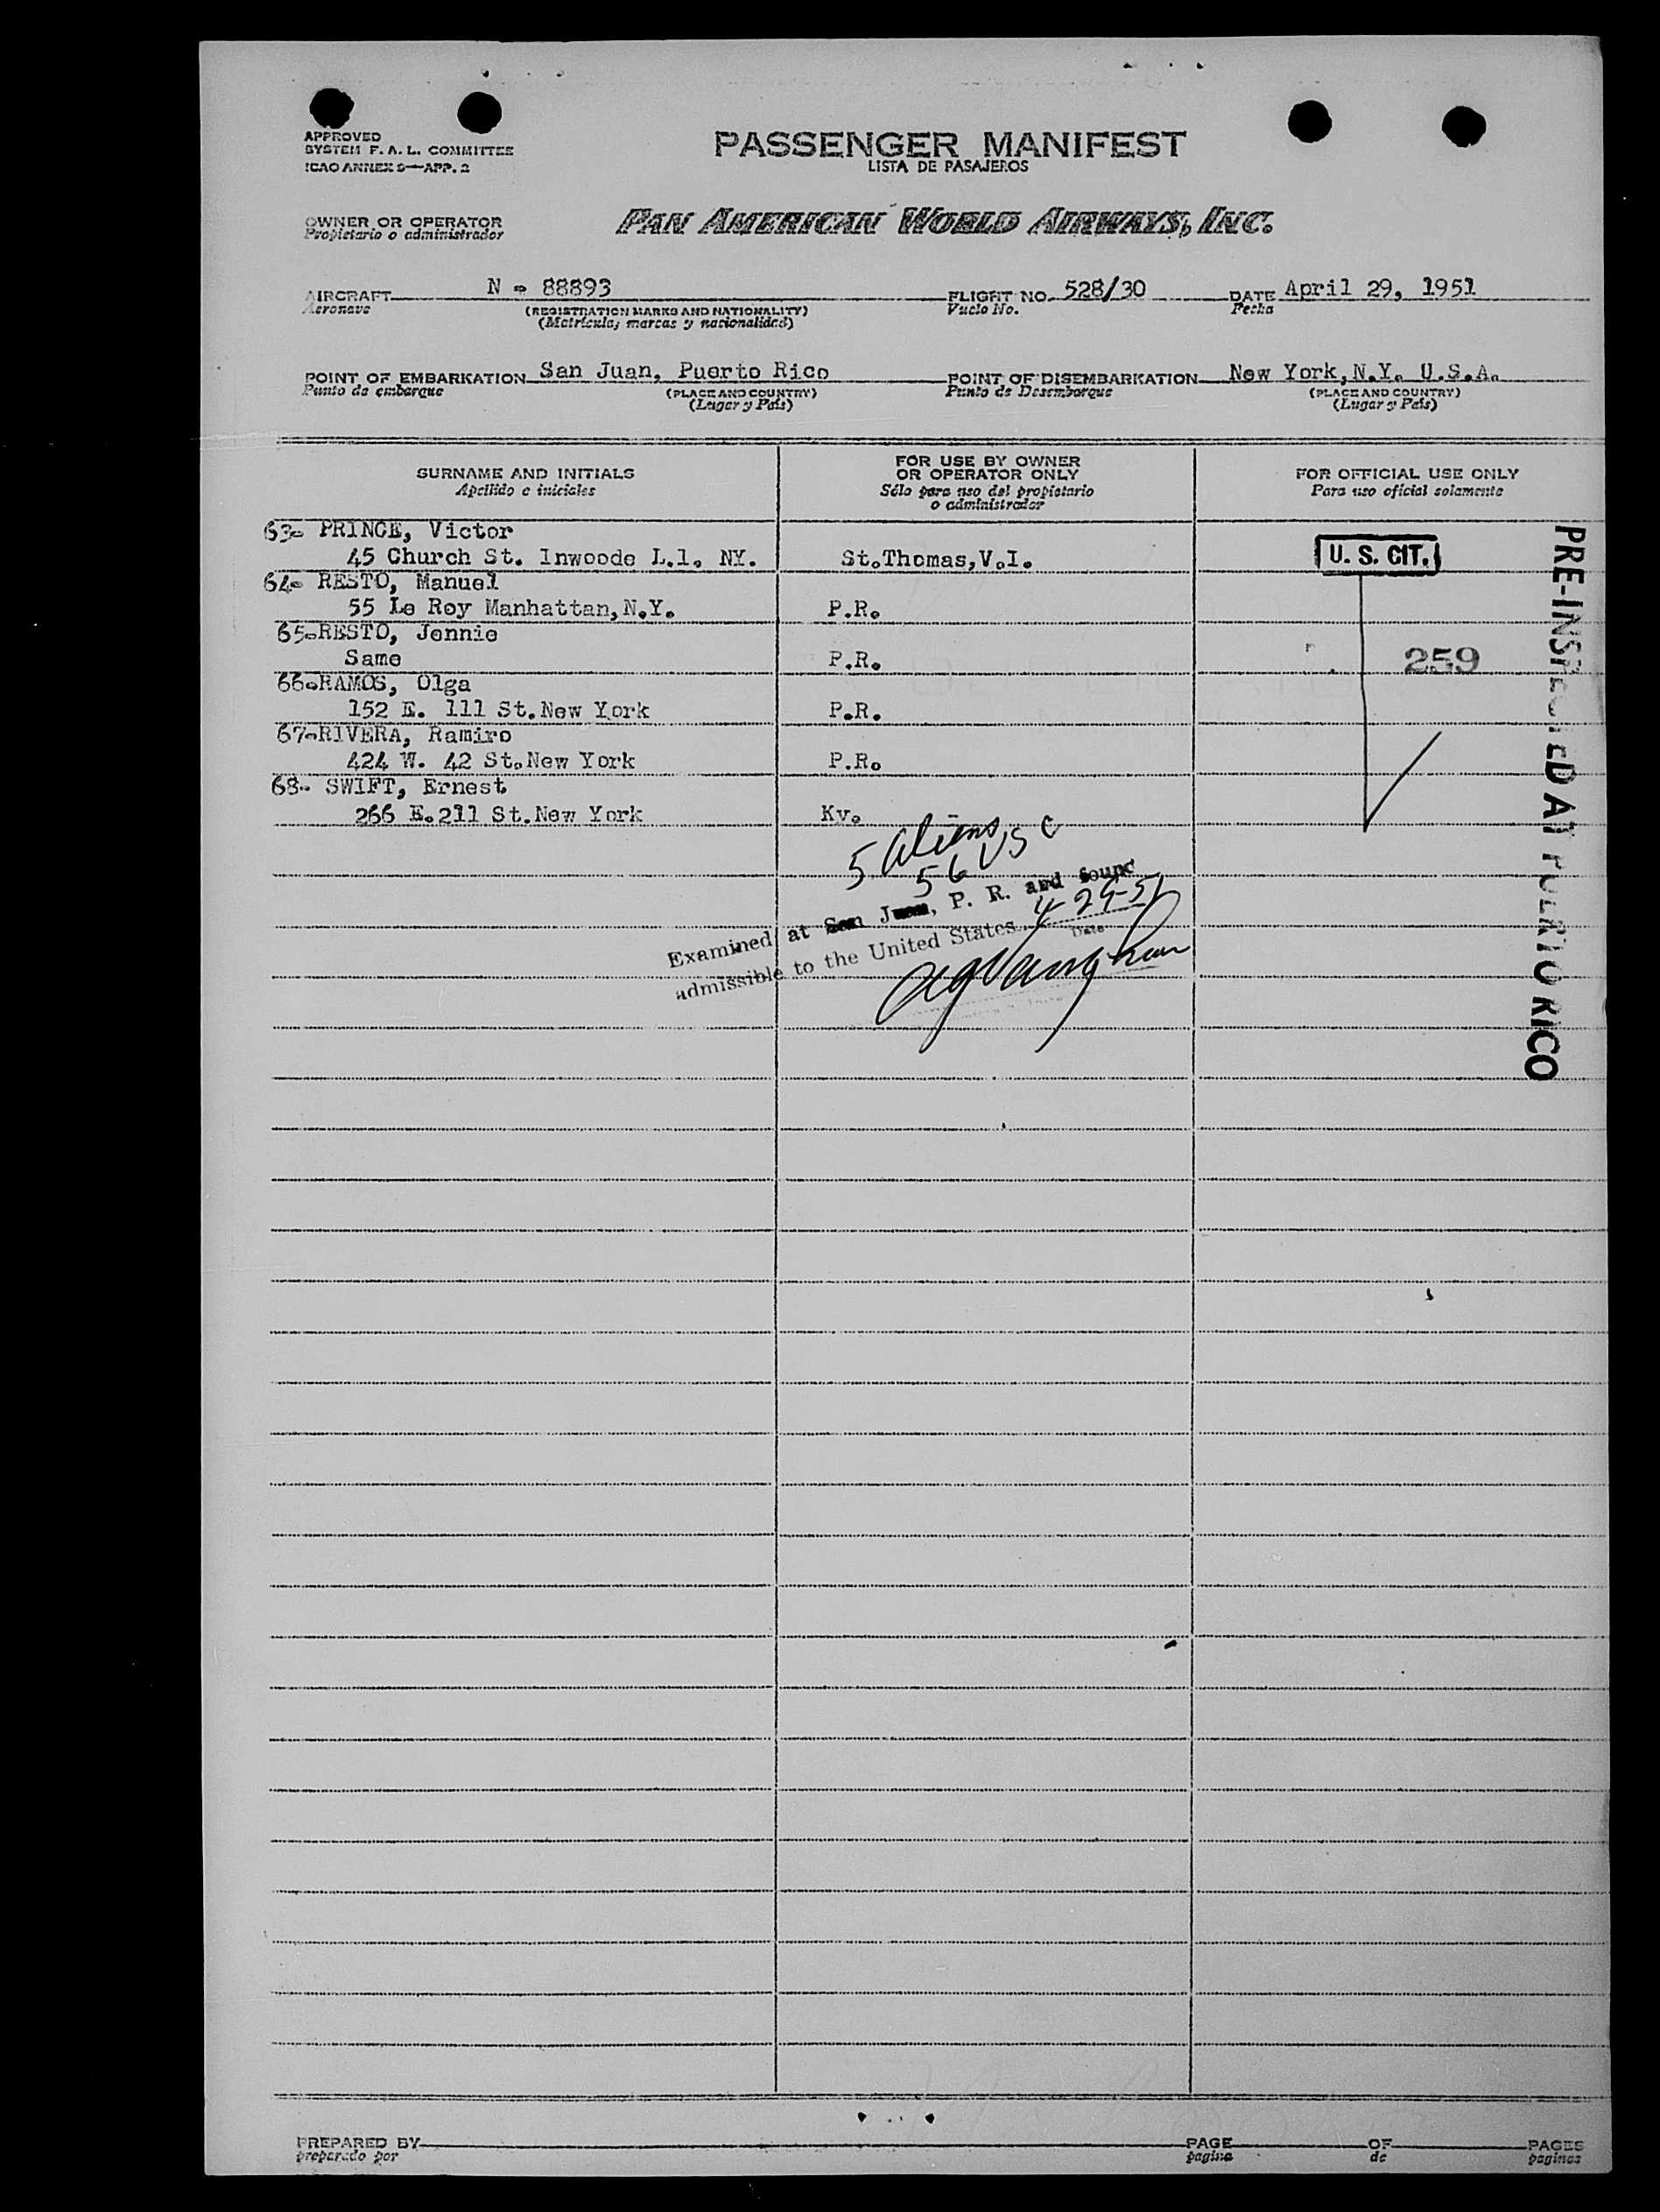 APPROVED
SYSTEM F. A. L. COMMITTEE
ICAO ANNEX 9—APP. 2
PASSENGER MANIFEST
LISTA DE PASAJEROS
OWNER OR OPERATOR
Propietario o administrador
PAN AMERICAN WORLD AIRWAYS, INC.
AIRCRAFT N - 88893
Aeronave
(REGISTRATION MARKS AND NATIONALITY)
(Matrícula, marcas y nacionalidad)
FLIGHT NO. 528/30
Vuelo No.
DATE April 29, 1951
Fecha
POINT OF EMBARKATION San Juan, Puerto Rico
Punto de embarque
(PLACE AND COUNTRY)
(Lugar y País)
POINT OF DISEMBARKATION New York, N.Y. U.S.A.
Punto de Desembarque
(PLACE AND COUNTRY)
(Lugar y País)
SURNAME AND INITIALS
Apellido e iniciales
FOR USE BY OWNER
OR OPERATOR ONLY
Sólo para uso del propietario
o administrador
FOR OFFICIAL USE ONLY
Para uso oficial solamente
63- PRINCE, Victor
45 Church St. Inwoode L.l. NY. St.Thomas,V.I.
U. S. CIT.
64- RESTO, Manuel
55 Le Roy Manhattan,N.Y. P.R.
65-RESTO, Jennie
Same P.R.
259
66-RAMOS, Olga
152 E. 111 St.New York P.R.
67-RIVERA, Ramiro
424 W. 42 St.New York P.R.
68- SWIFT, Ernest
266 E.211 St.New York Ky.
PRE-INSPECTED AT PUERTO RICO
5 aliens
56 USC
Examined at San Juan, P. R. and found
admissible to the United States 4-29-51
Date
PREPARED BY
preparado por
PAGE
pagina
OF
de
PAGES
paginas